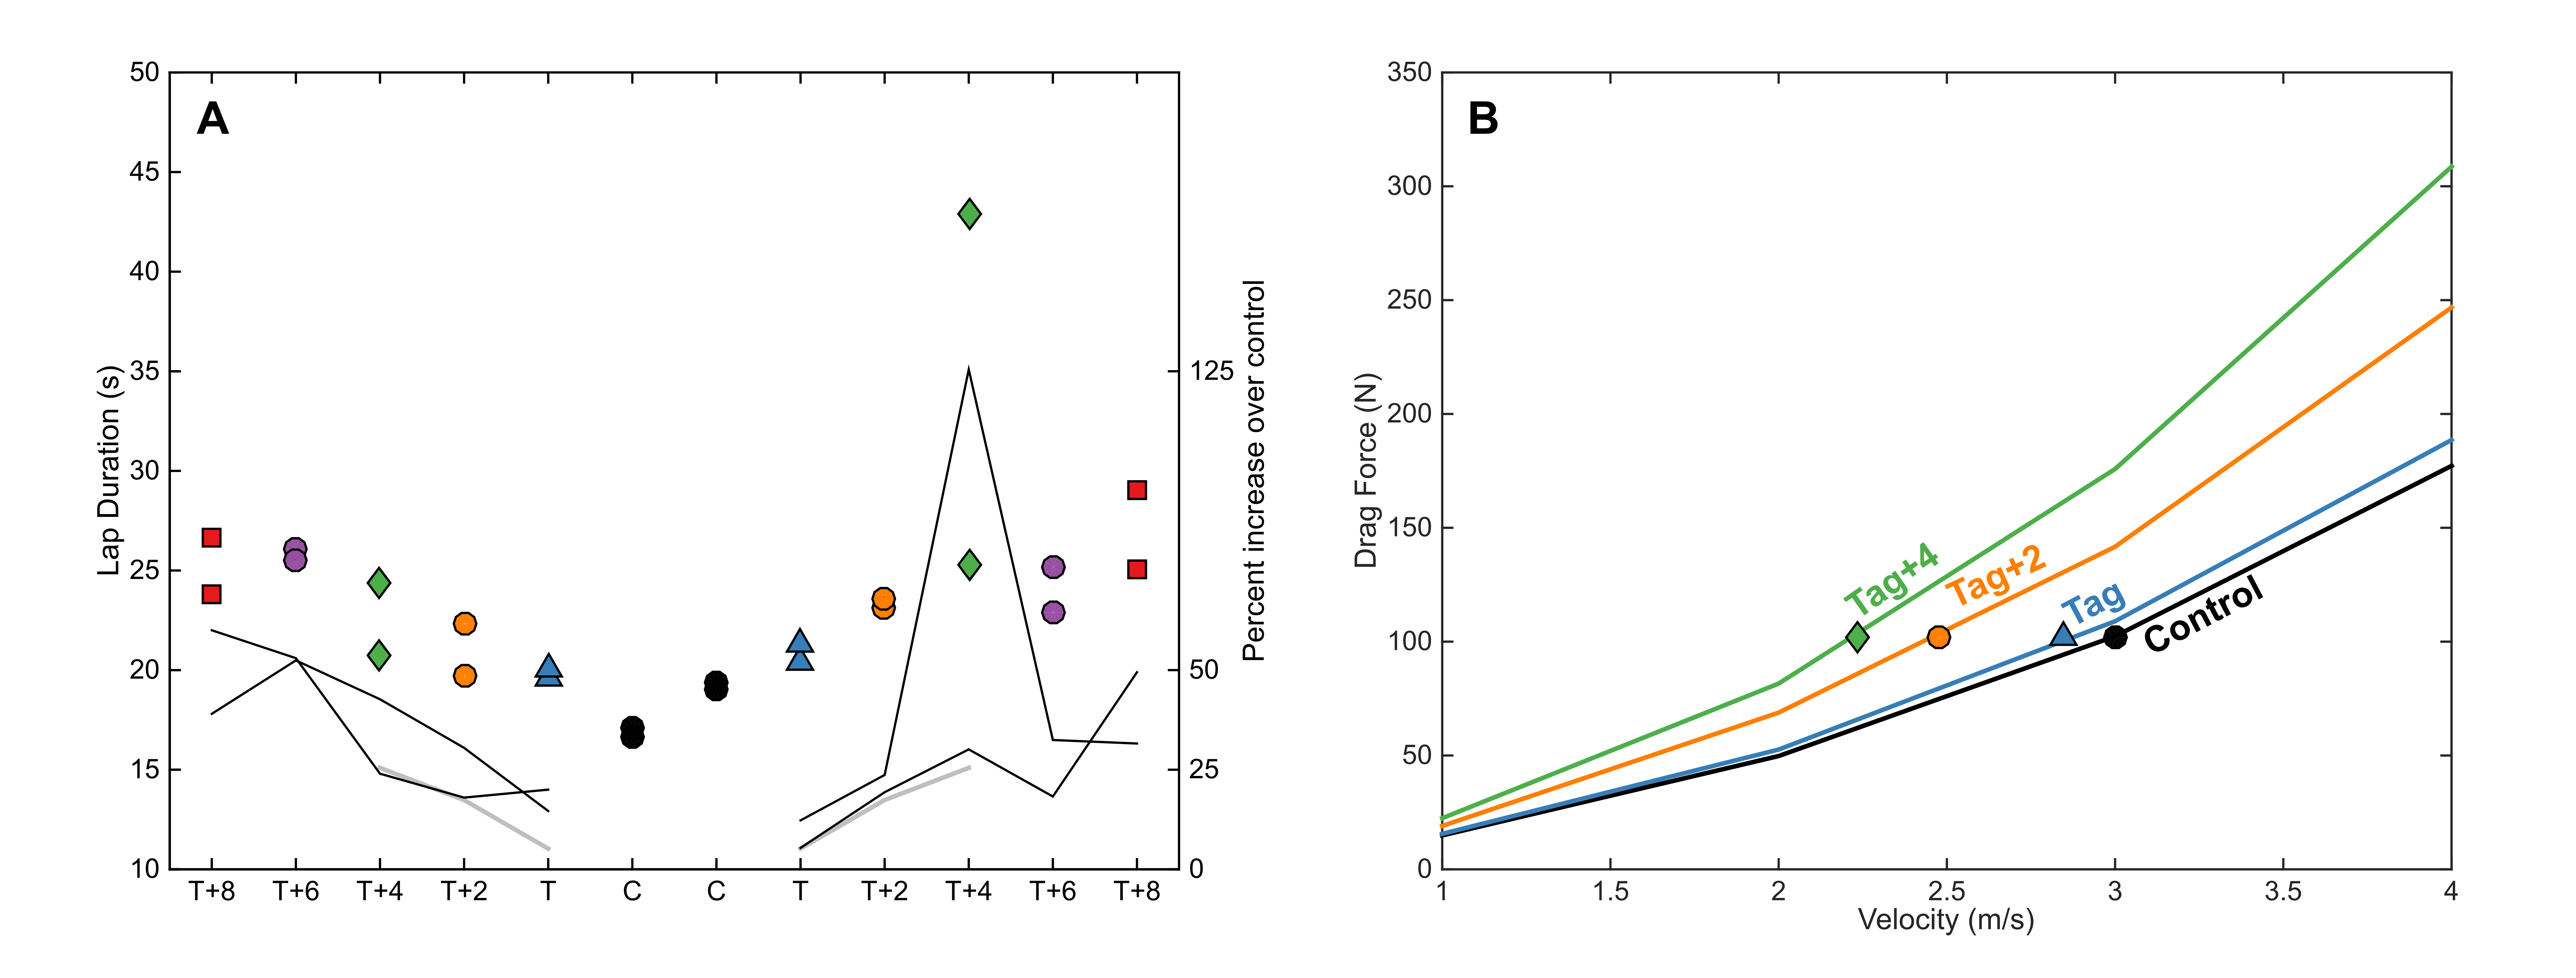 A
50
45
40
35
30
25
20
15
10
Lap Duration (s)
T+8 T+6 T+4 T+2 T C C T T+2 T+4 T+6 T+8
125
50
25
0
Percent increase over control
B
350
300
250
200
150
100
50
0
Drag Force (N)
Tag+4
Tag+2
Tag
Control
1 1.5 2 2.5 3 3.5 4
Velocity (m/s)